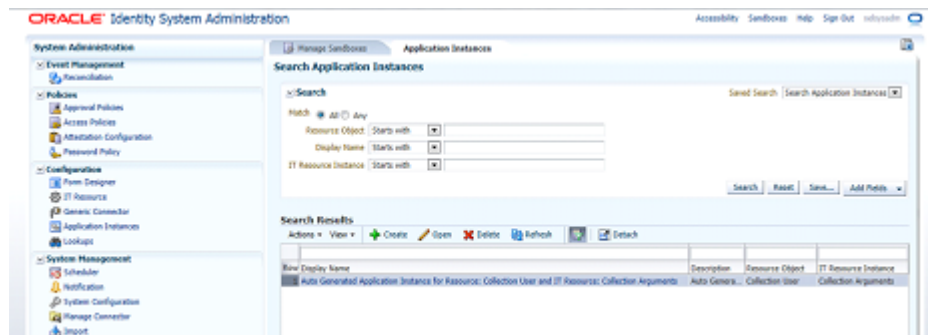 ORACLE Identity System Administration
Accessibility Sandboxes Help Sign Out
System Administration
Event Management
Reconciliation
Policies
Approval Policies
Access Policies
Attestation Configuration
Password Policy
Configuration
Form Designer
IT Resource
Generic Connector
Application Instances
Lookups
System Management
Scheduler
Notification
System Configuration
Manage Connector
Import
Manage Sandboxes Application Instances
Search Application Instances
Search
Saved Search Search Application Instances
Match All Any
Resource Object Starts with
Display Name Starts with
IT Resource Instance Starts with
Search Reset Save... Add Fields
Search Results
Actions View Create Open Delete Refresh Detach
Row Display Name Description Resource Object IT Resource Instance
Auto Generated Application Instance for Resource: Collection User and IT Resource: Collection Arguments Auto Genera... Collection User Collection Arguments